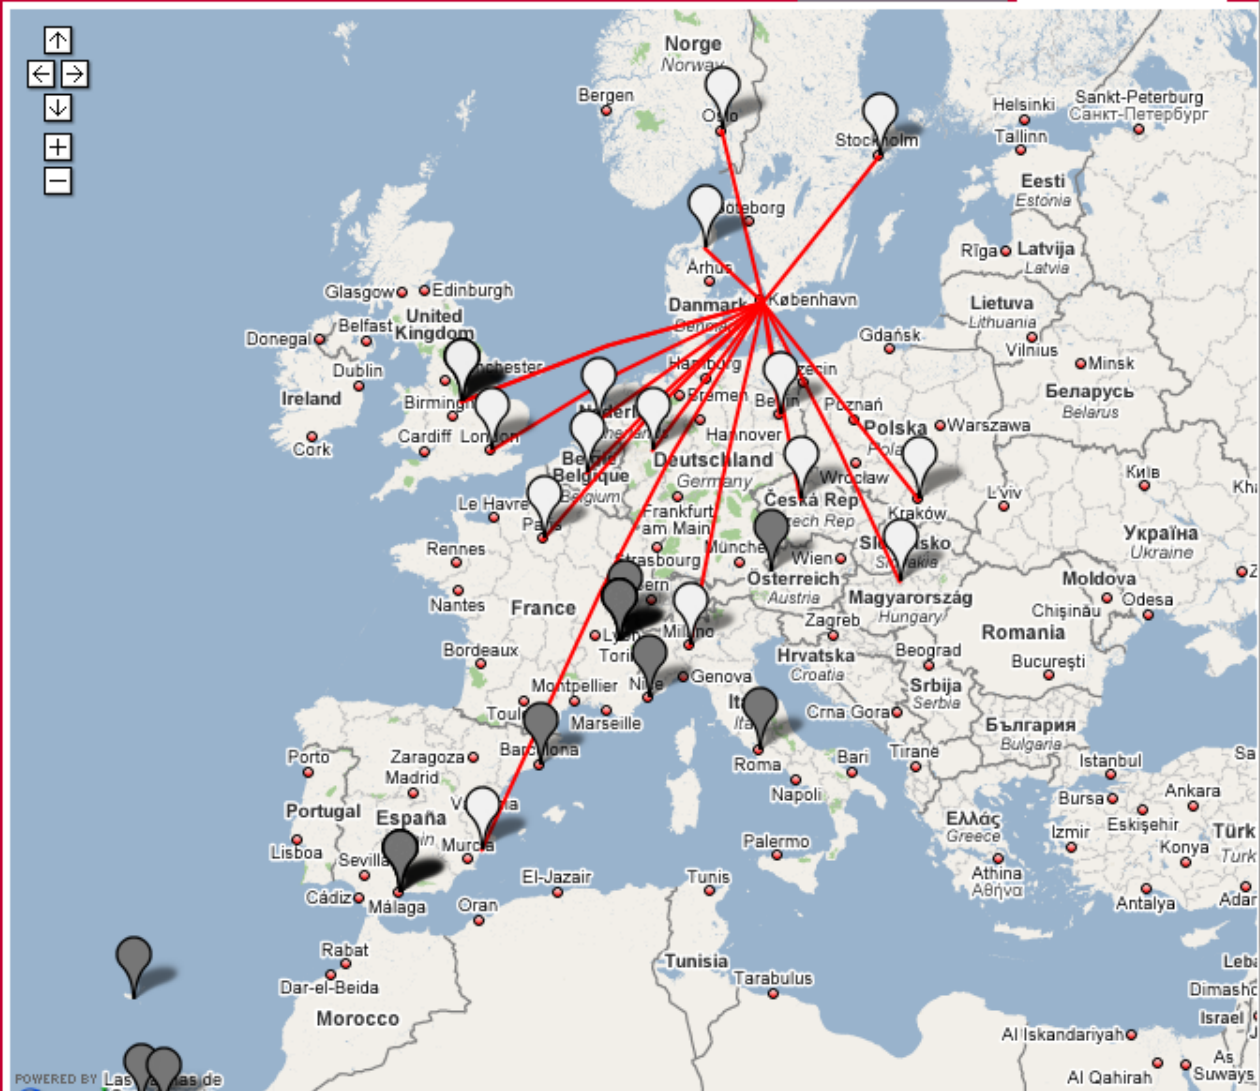 Norge
Norway
Bergen
Oslo
Stockholm
Helsinki
Sankt-Peterburg
Санкт-Петербург
Tallinn
Eesti
Estonia
Göteborg
Rīga
Latvija
Latvia
Århus
Danmark
København
Lietuva
Lithuania
Glasgow
Edinburgh
United
Kingdom
Donegal
Belfast
Gdańsk
Vilnius
Minsk
Dublin
Hamburg
Беларусь
Belarus
Ireland
Bremen
Poznań
Polska
Warszawa
Cardiff
London
Hannover
Cork
Deutschland
Germany
Belgique
Belgium
Wrocław
Київ
Le Havre
Paris
Česká Rep
Kraków
L'viv
Frankfurt
am Main
Україна
Ukraine
Rennes
Strasbourg
Wien
Österreich
Austria
Nantes
France
Magyarország
Hungary
Moldova
Chişinău
Odesa
Zagreb
Romania
Milano
Bordeaux
Hrvatska
Croatia
Beograd
Bucureşti
Genova
Montpellier
Srbija
Serbia
Marseille
Crna Gora
България
Bulgaria
Porto
Zaragoza
Barcelona
Roma
Bari
Tiranë
Istanbul
Madrid
Napoli
Bursa
Ankara
Portugal
España
Ελλάς
Greece
Eskişehir
Izmir
Konya
Lisboa
Murcia
Palermo
Sevilla
El-Jazair
Tunis
Athina
Αθήνα
Cádiz
Málaga
Oran
Antalya
Rabat
Dar-el-Beida
Tunisia
Tarabulus
Morocco
Israel
Al Iskandariyah
Al Qahirah
As
Suways
POWERED BY